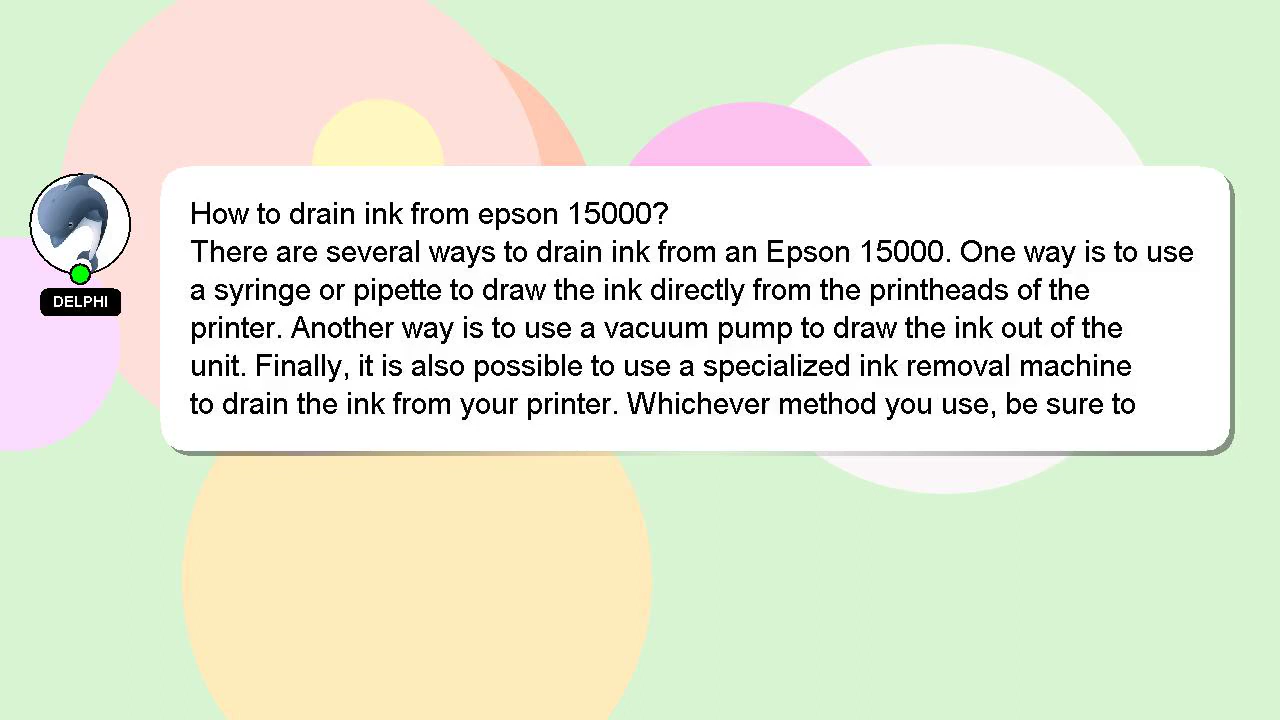 How to drain ink from epson 15000?
There are several ways to drain ink from an Epson 15000. One way is to use
a syringe or pipette to draw the ink directly from the printheads of the
printer. Another way is to use a vacuum pump to draw the ink out of the
unit. Finally, it is also possible to use a specialized ink removal machine
to drain the ink from your printer. Whichever method you use, be sure to
DELPHI